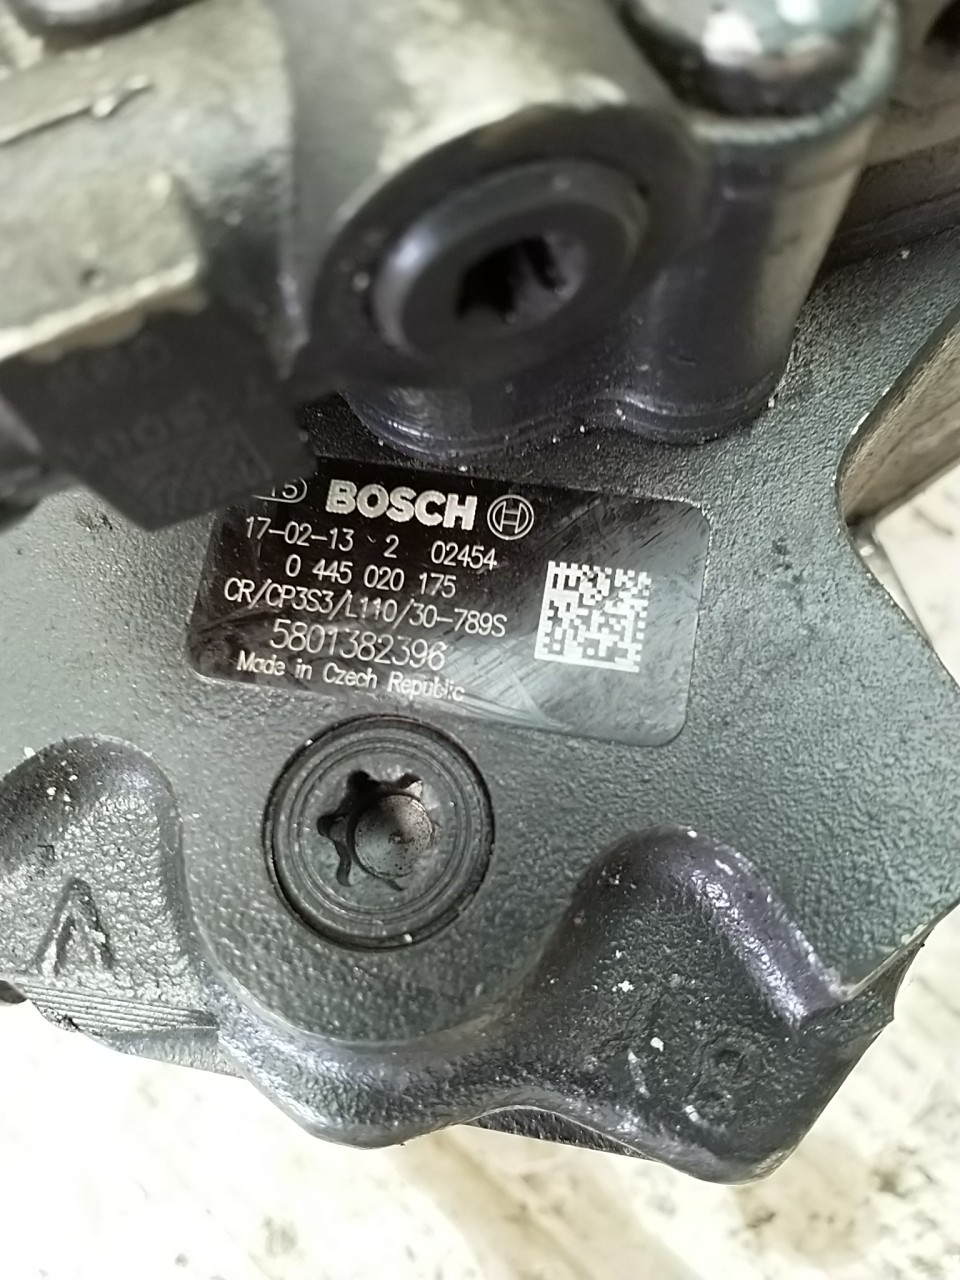 BOSCH
17-02-13 2 02454
0 445 020 175
CR/CP3S3/L110/30-789S
5801382396
Made in Czech Republic